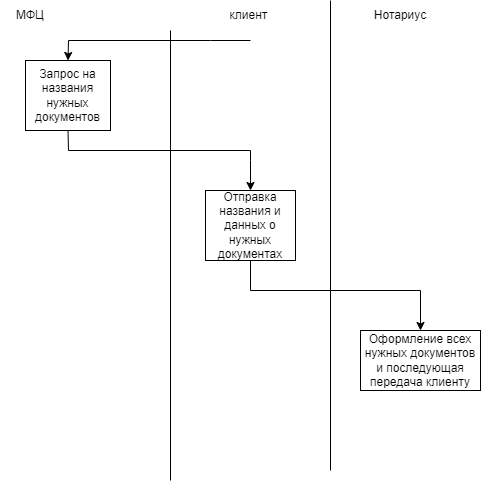 МФЦ
клиент
Нотариус
Запрос на
названия
нужных
документов
Отправка
названия и
данных о
нужных
документах
Оформление всех
нужных документов
и последующая
передача клиенту